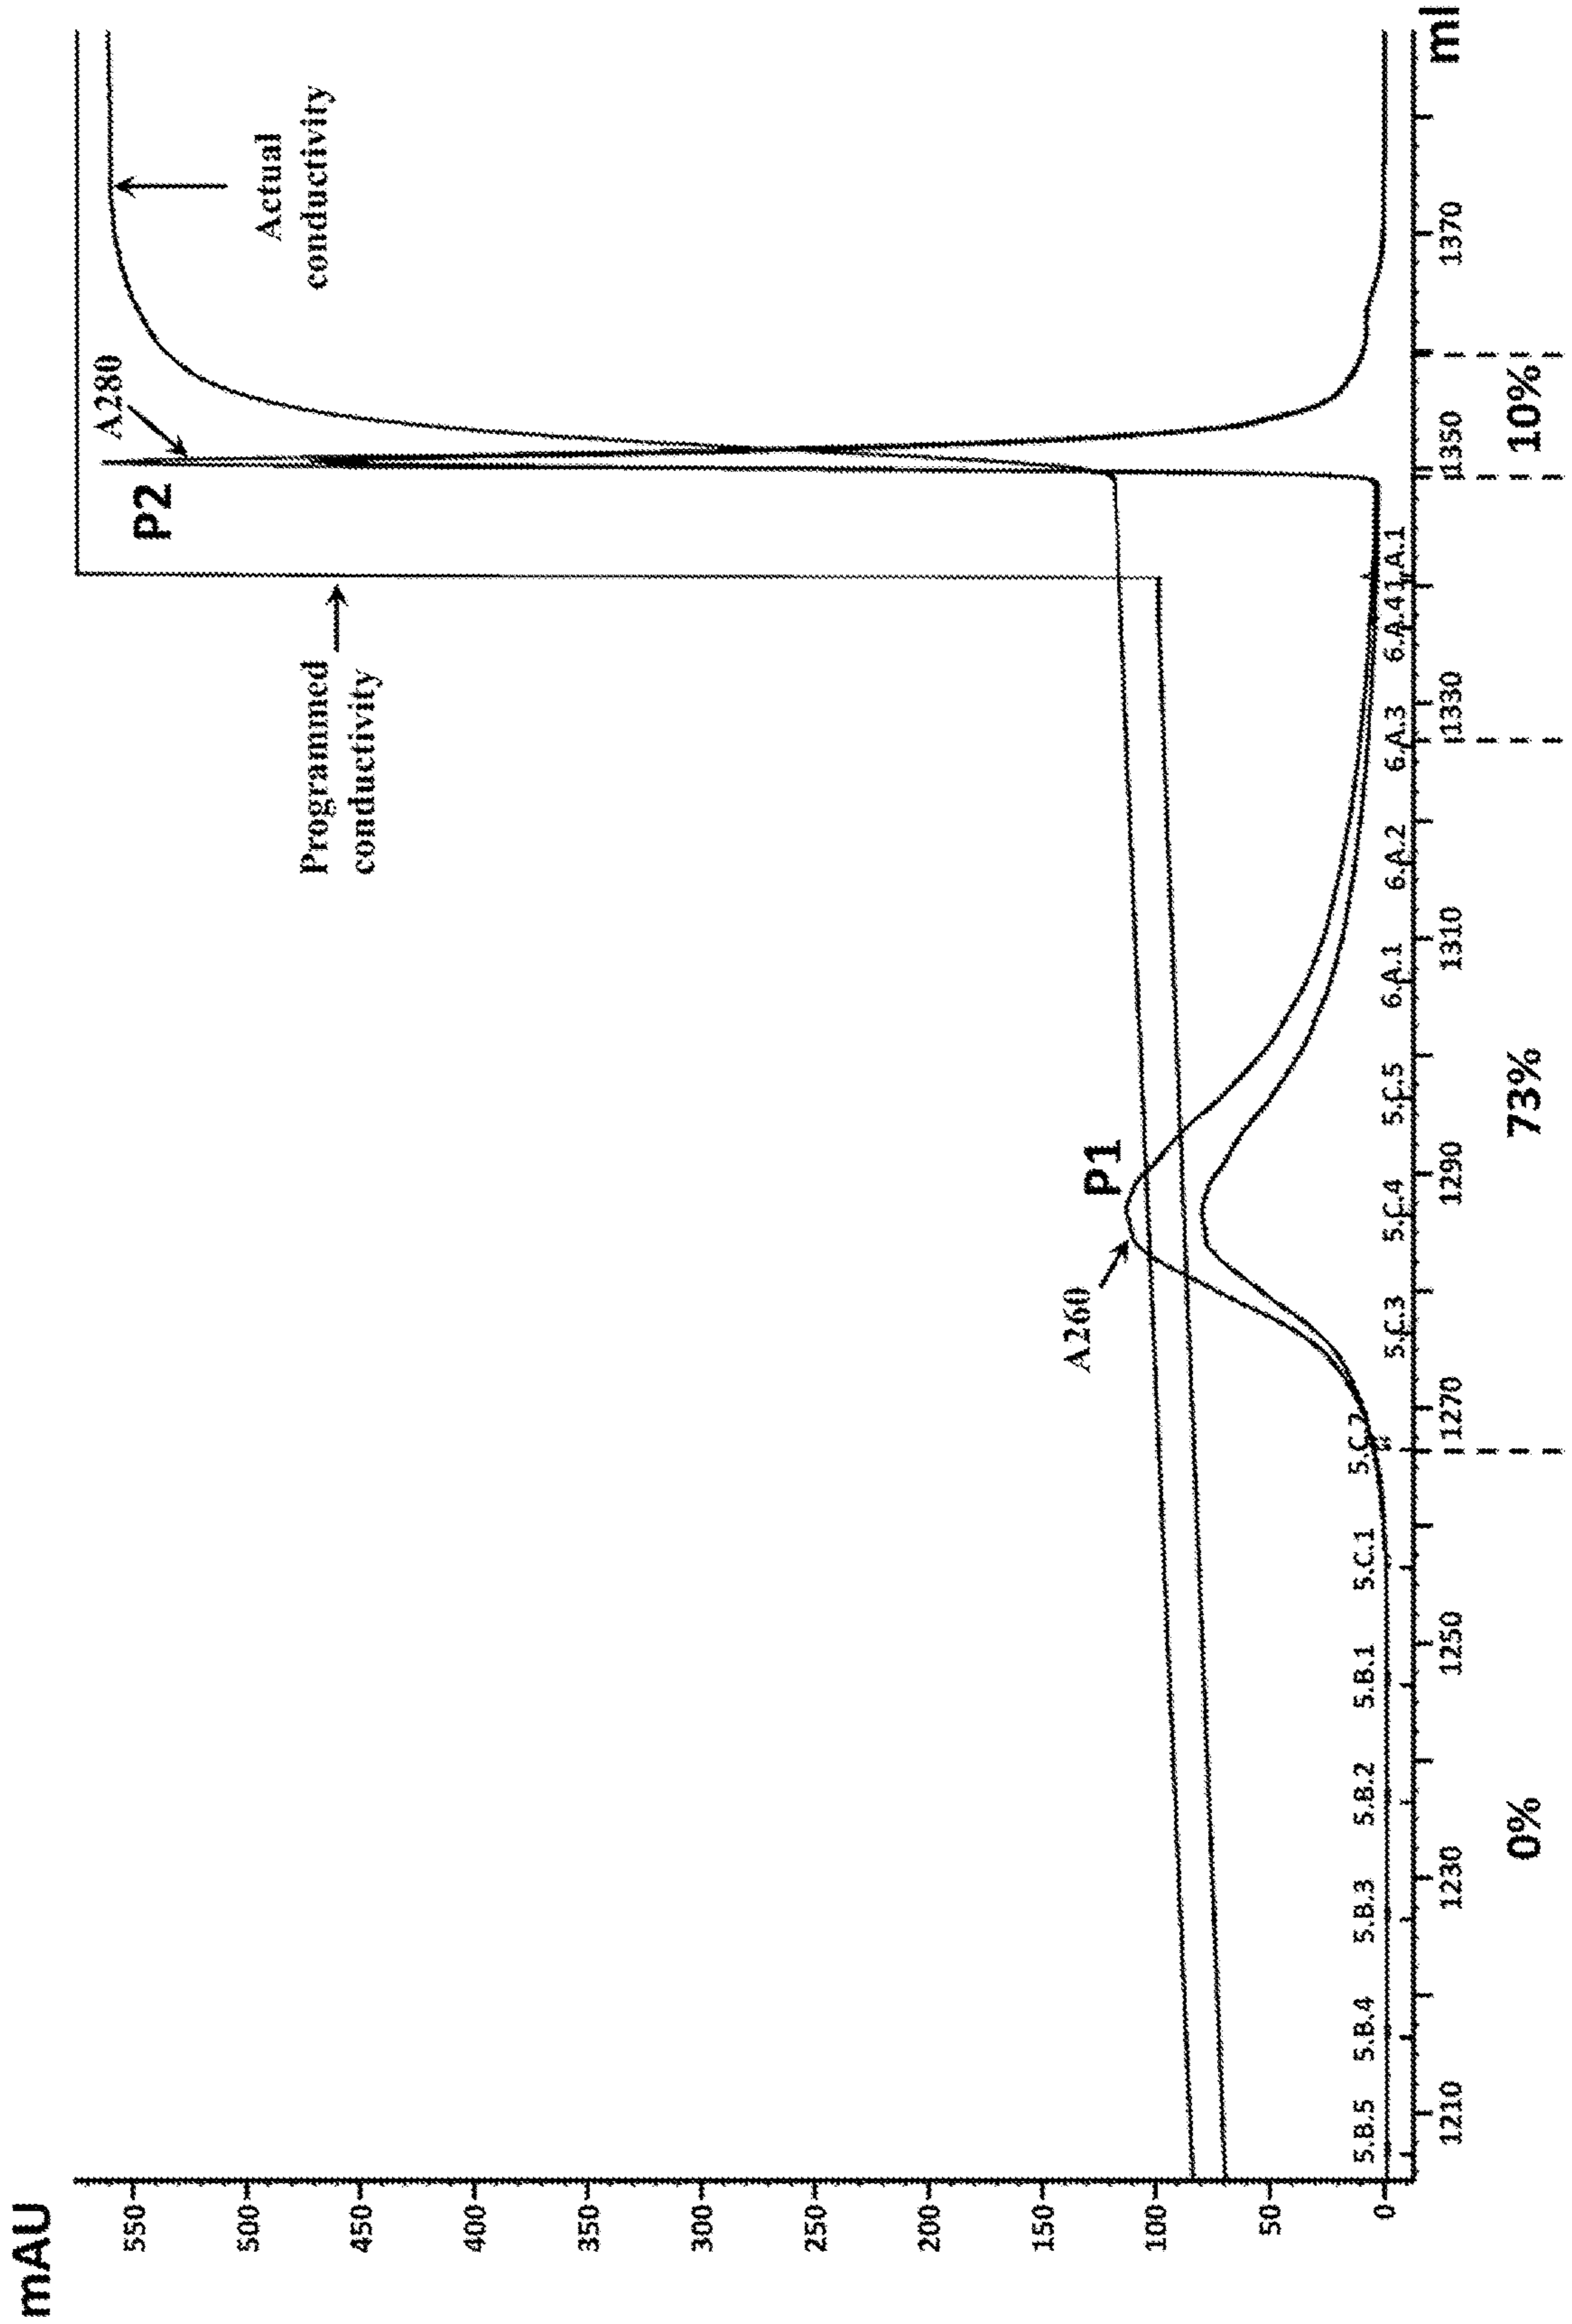 mAU
550
500
450
400
350
300
250
200
150
100
50
0
A280
P2
Actual
conductivity
Programmed
conductivity
P1
A260
5.B.5 5.B.4 5.B.3 5.B.2 5.B.1 5.C.1 5.C.2 5.C.3 5.C.4 5.C.5 6.A.1 6.A.2 6.A.3 6.A.4 1.A.1
1210 1230 1250 1270 1290 1310 1330 1350 1370 ml
0% 73% 10%